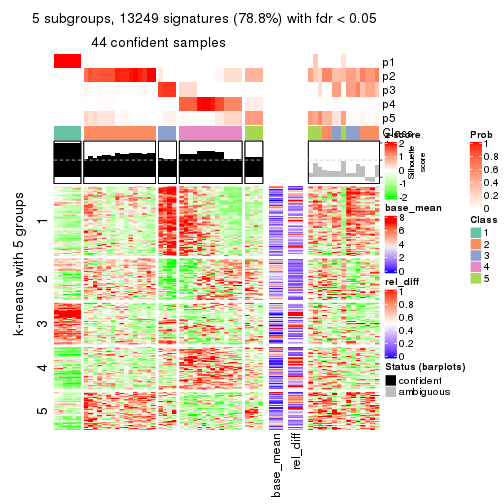 5 subgroups, 13249 signatures (78.8%) with fdr < 0.05
44 confident samples
p1
p2
p3
p4
p5
Class
k-means with 5 groups
1
2
3
4
5
base_mean
rel_diff
z-score
2
1
0
-1
-2
Silhouette
score
base_mean
8
6
4
2
0
rel_diff
1
0.8
0.6
0.4
0.2
0
Status (barplots)
confident
ambiguous
Prob
1
0.8
0.6
0.4
0.2
0
Class
1
2
3
4
5